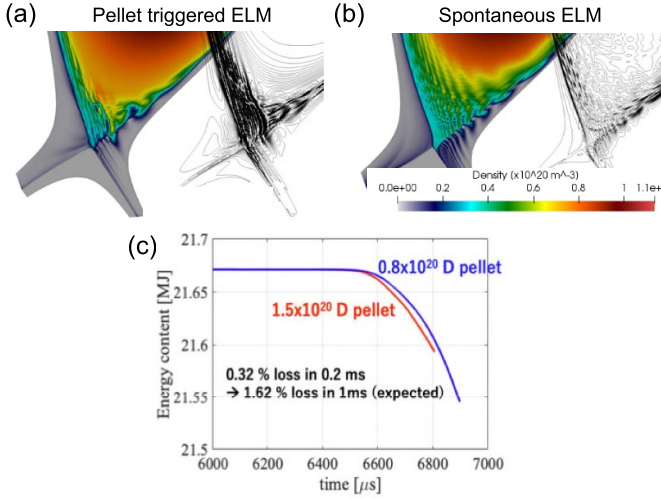 (a) Pellet triggered ELM
(b) Spontaneous ELM
Density (x10^20 m^-3)
0.0e+00 0.2 0.4 0.6 0.8 1 1.1e+
(c)
21.7
21.65
21.6
21.55
21.5
Energy content [MJ]
0.8x10²⁰ D pellet
1.5x10²⁰ D pellet
0.32 % loss in 0.2 ms
→ 1.62 % loss in 1ms (expected)
6000 6200 6400 6600 6800 7000
time [μs]